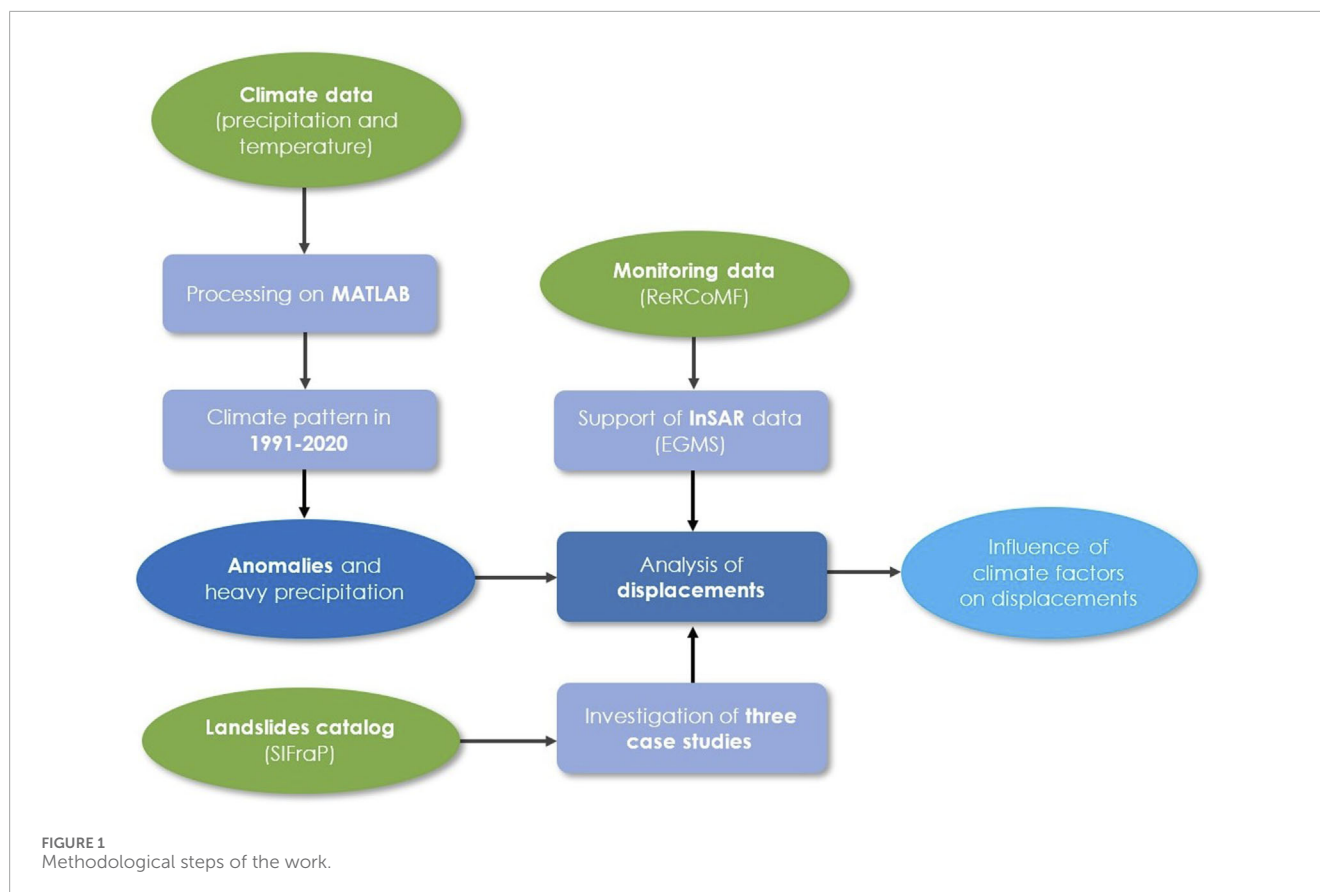 Climate data
(precipitation and
temperature)
Processing on MATLAB
Climate pattern in
1991-2020
Anomalies and
heavy precipitation
Monitoring data
(ReRCoMF)
Support of InSAR data
(EGMS)
Analysis of
displacements
Influence of
climate factors
on displacements
Landslides catalog
(SIFraP)
Investigation of three
case studies
FIGURE 1
Methodological steps of the work.